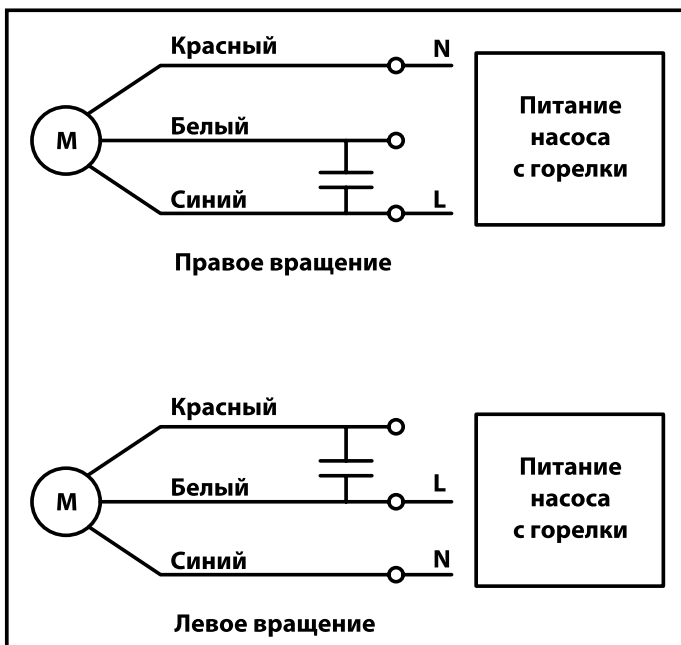 Красный
N
Белый
Питание
насоса
с горелки
M
Синий
L
Правое вращение
Красный
Белый
L
Питание
насоса
с горелки
M
Синий
N
Левое вращение